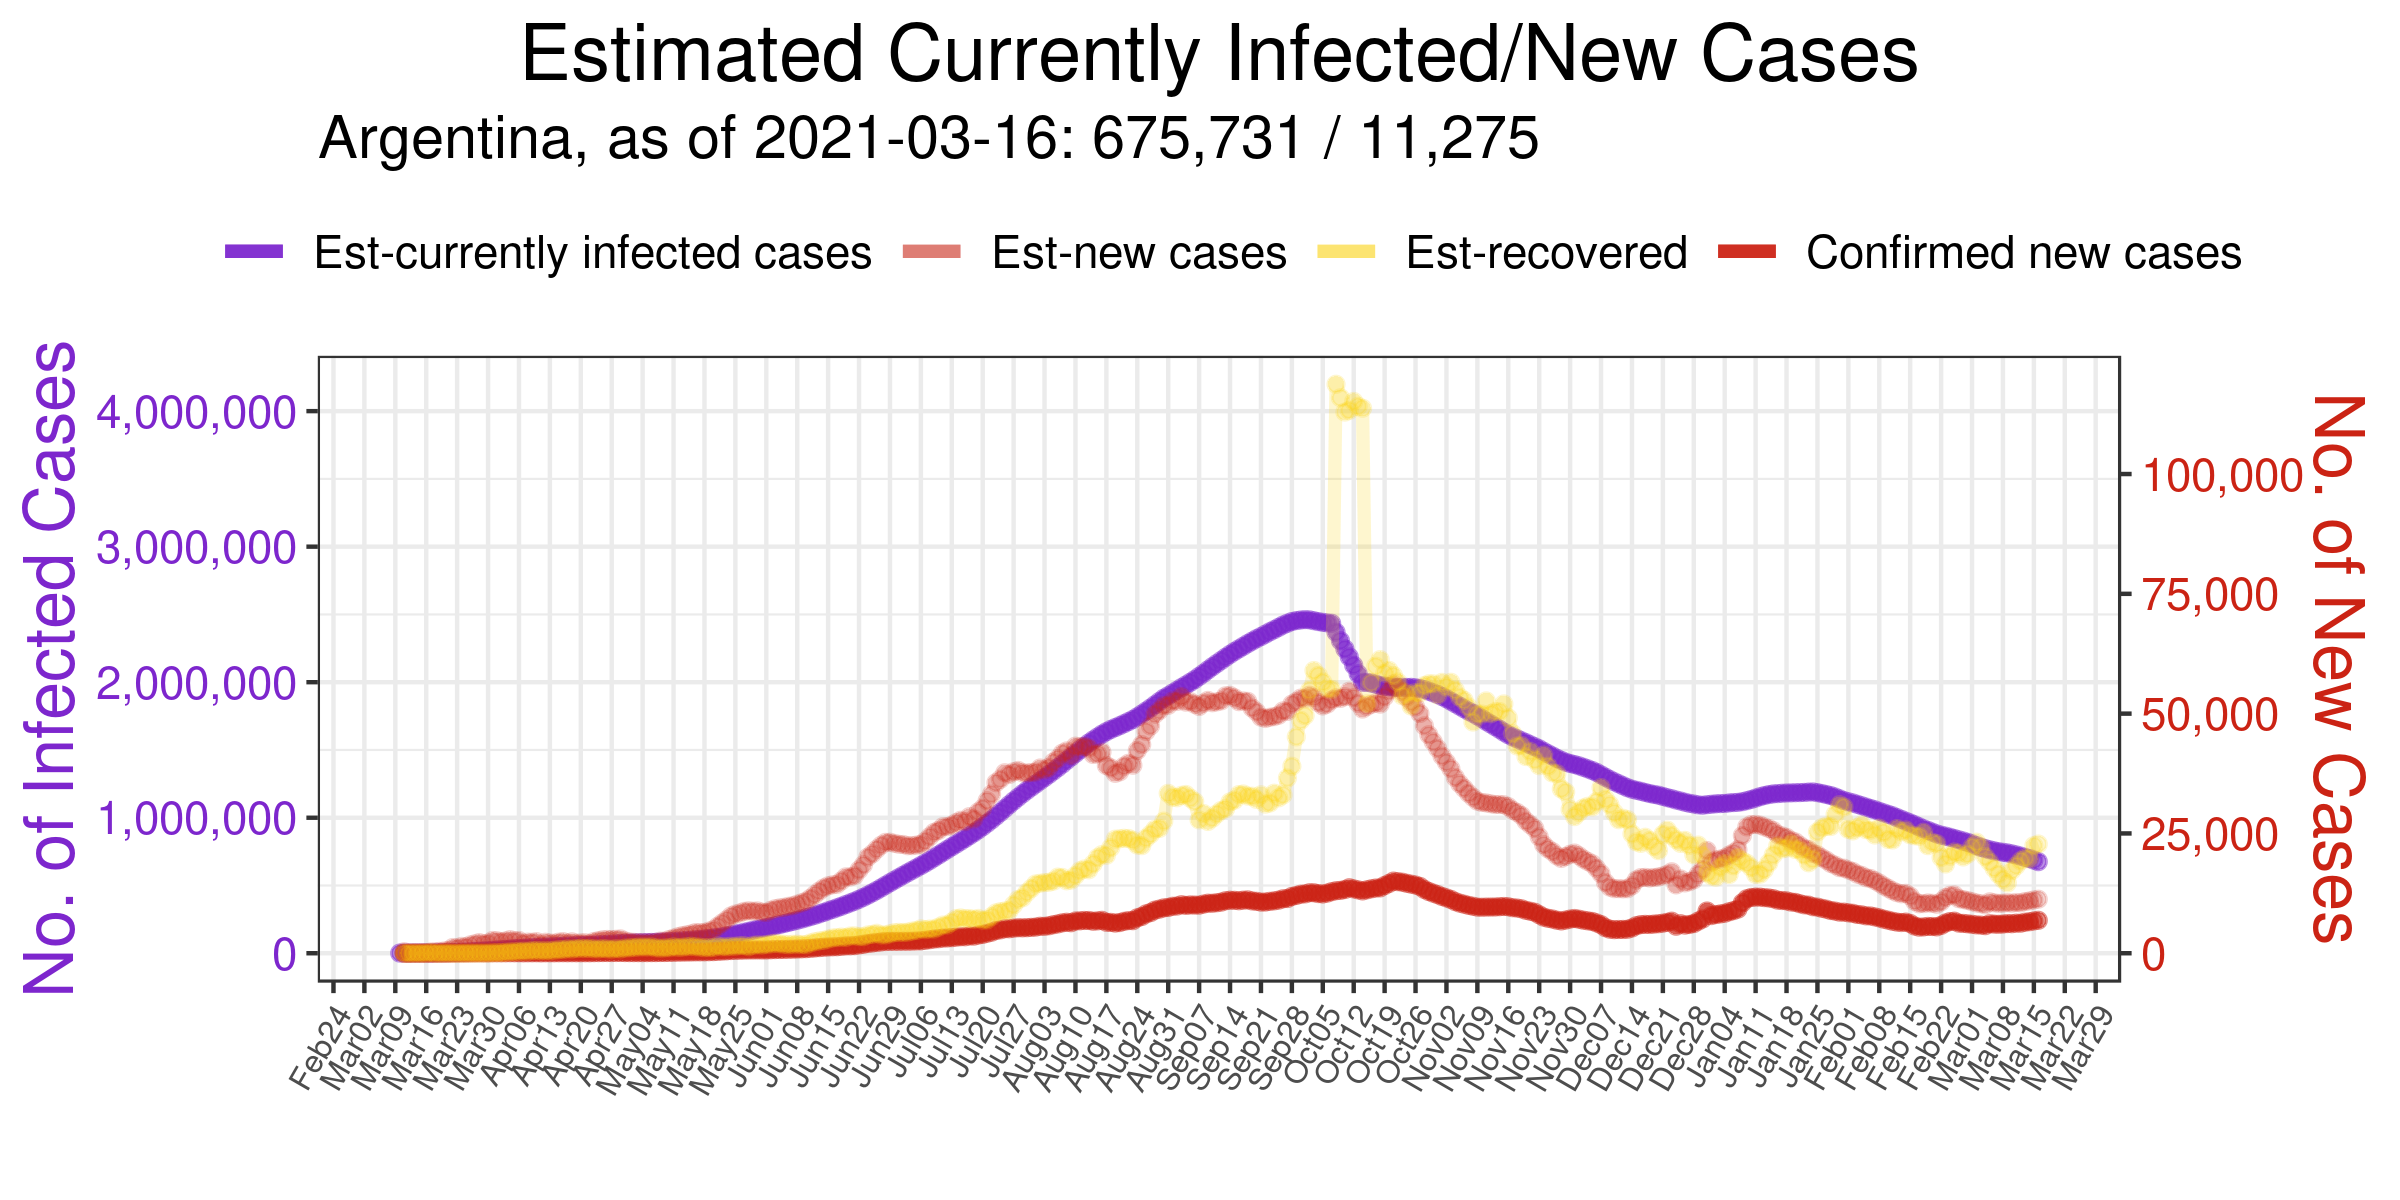 Estimated Currently Infected/New Cases
Argentina, as of 2021-03-16: 675,731 / 11,275
Est-currently infected cases Est-new cases Est-recovered Confirmed new cases
No. of Infected Cases
4,000,000
3,000,000
2,000,000
1,000,000
0
100,000
75,000
50,000
25,000
0
No. of New Cases
Feb24
Mar02
Mar09
Mar16
Mar23
Mar30
Apr06
Apr13
Apr20
Apr27
May04
May11
May18
May25
Jun01
Jun08
Jun15
Jun22
Jun29
Jul06
Jul13
Jul20
Jul27
Aug03
Aug10
Aug17
Aug24
Aug31
Sep07
Sep14
Sep21
Sep28
Oct05
Oct12
Oct19
Oct26
Nov02
Nov09
Nov16
Nov23
Nov30
Dec07
Dec14
Dec21
Dec28
Jan04
Jan11
Jan18
Jan25
Feb01
Feb08
Feb15
Feb22
Mar01
Mar08
Mar15
Mar22
Mar29